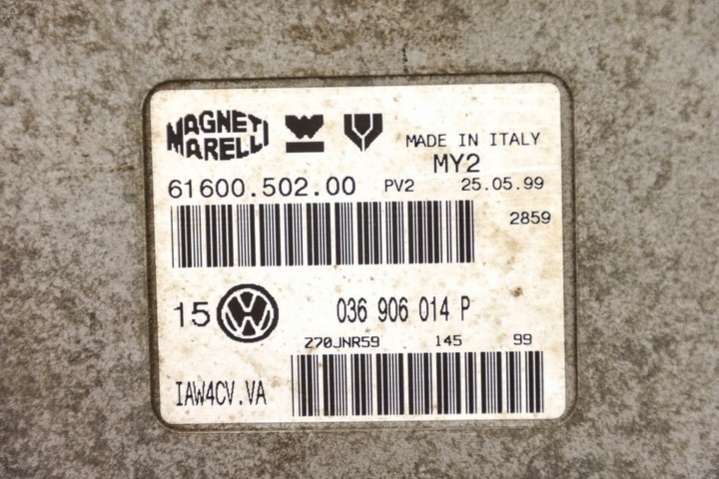 MAGNETI MARELLI
MADE IN ITALY
MY2
61600.502.00 PV2 25.05.99
2859
15 036 906 014 P
Z70JNR59 145 99
IAW4CV.VA